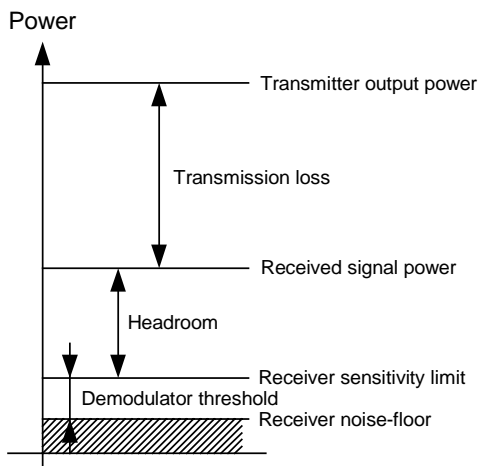 Power
Transmitter output power
Transmission loss
Received signal power
Headroom
Receiver sensitivity limit
Demodulator threshold
Receiver noise-floor